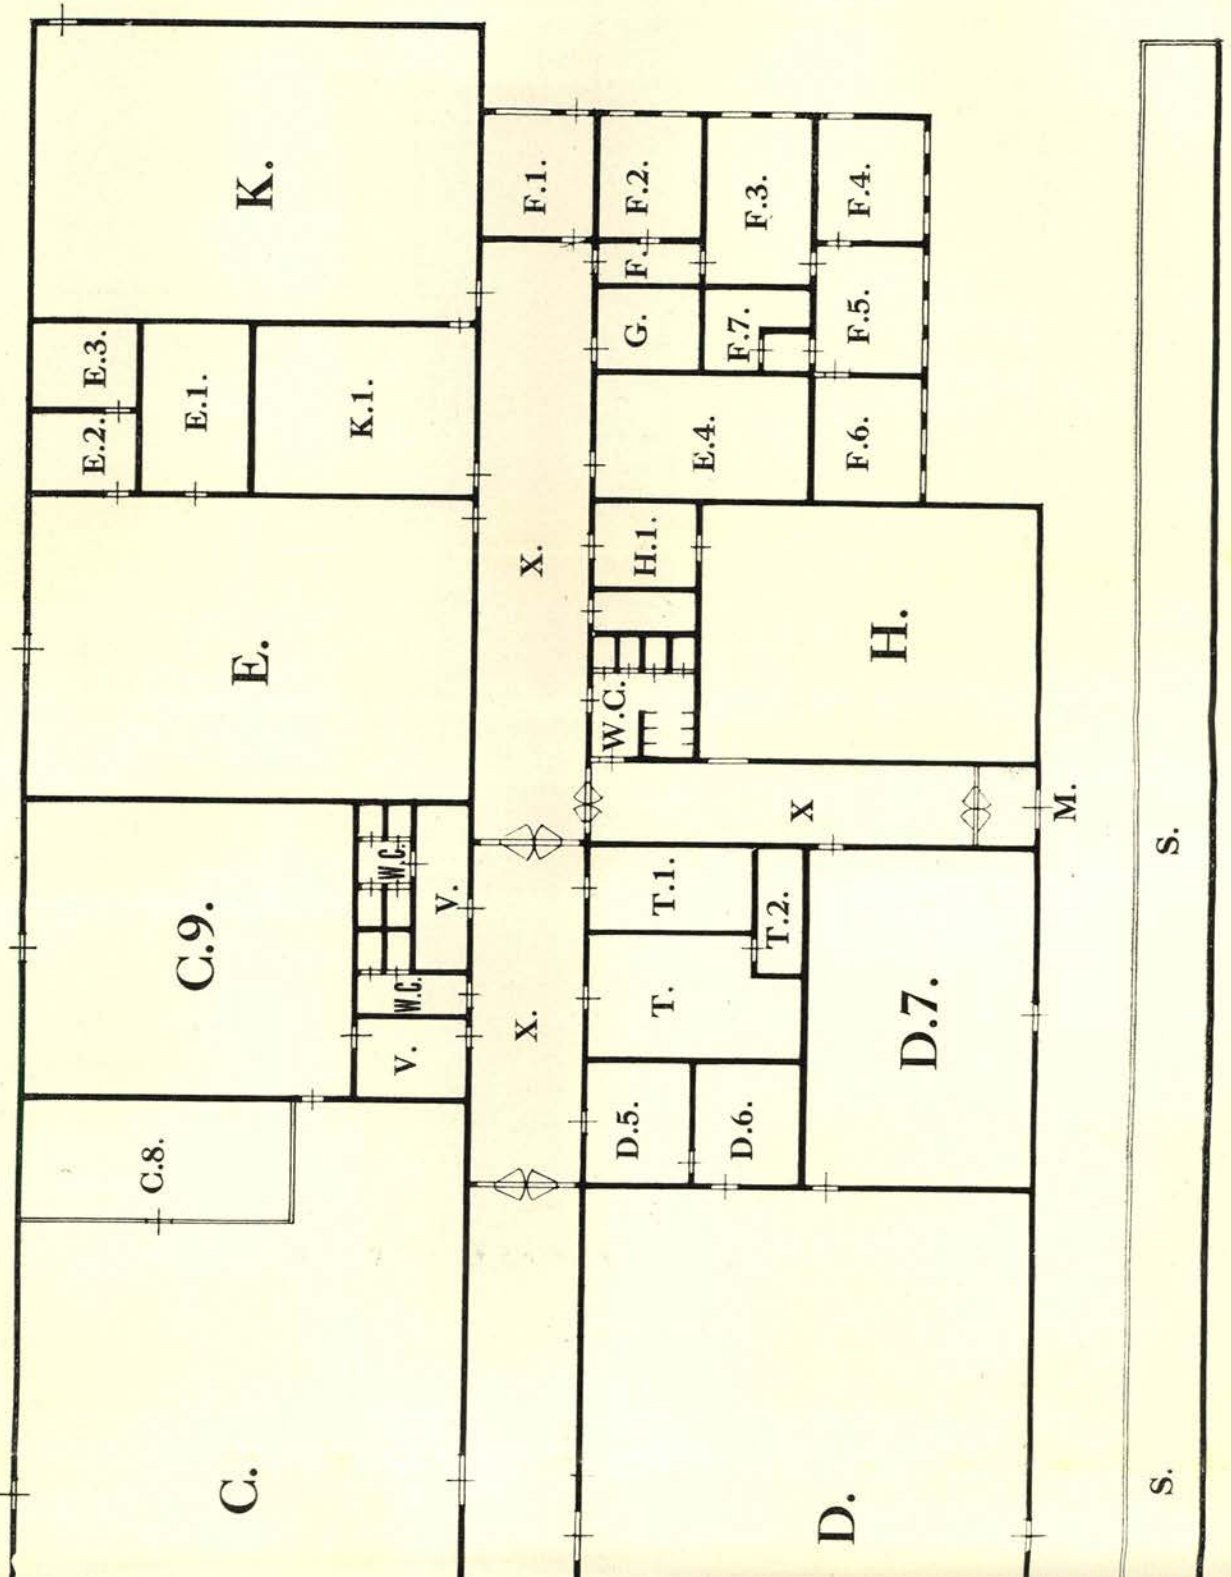 K.
E.3.
E.2.
E.1.
K.1.
F.1.
F.2.
F.
F.3.
F.4.
G.
F.7.
F.5.
E.4.
F.6.
E.
X.
H.1.
W.C.
H.
C.9.
W.C.
V.
W.C.
V.
X
M.
X.
T.1.
T.2.
T.
D.5.
D.6.
D.7.
C.8.
C.
D.
S.
S.